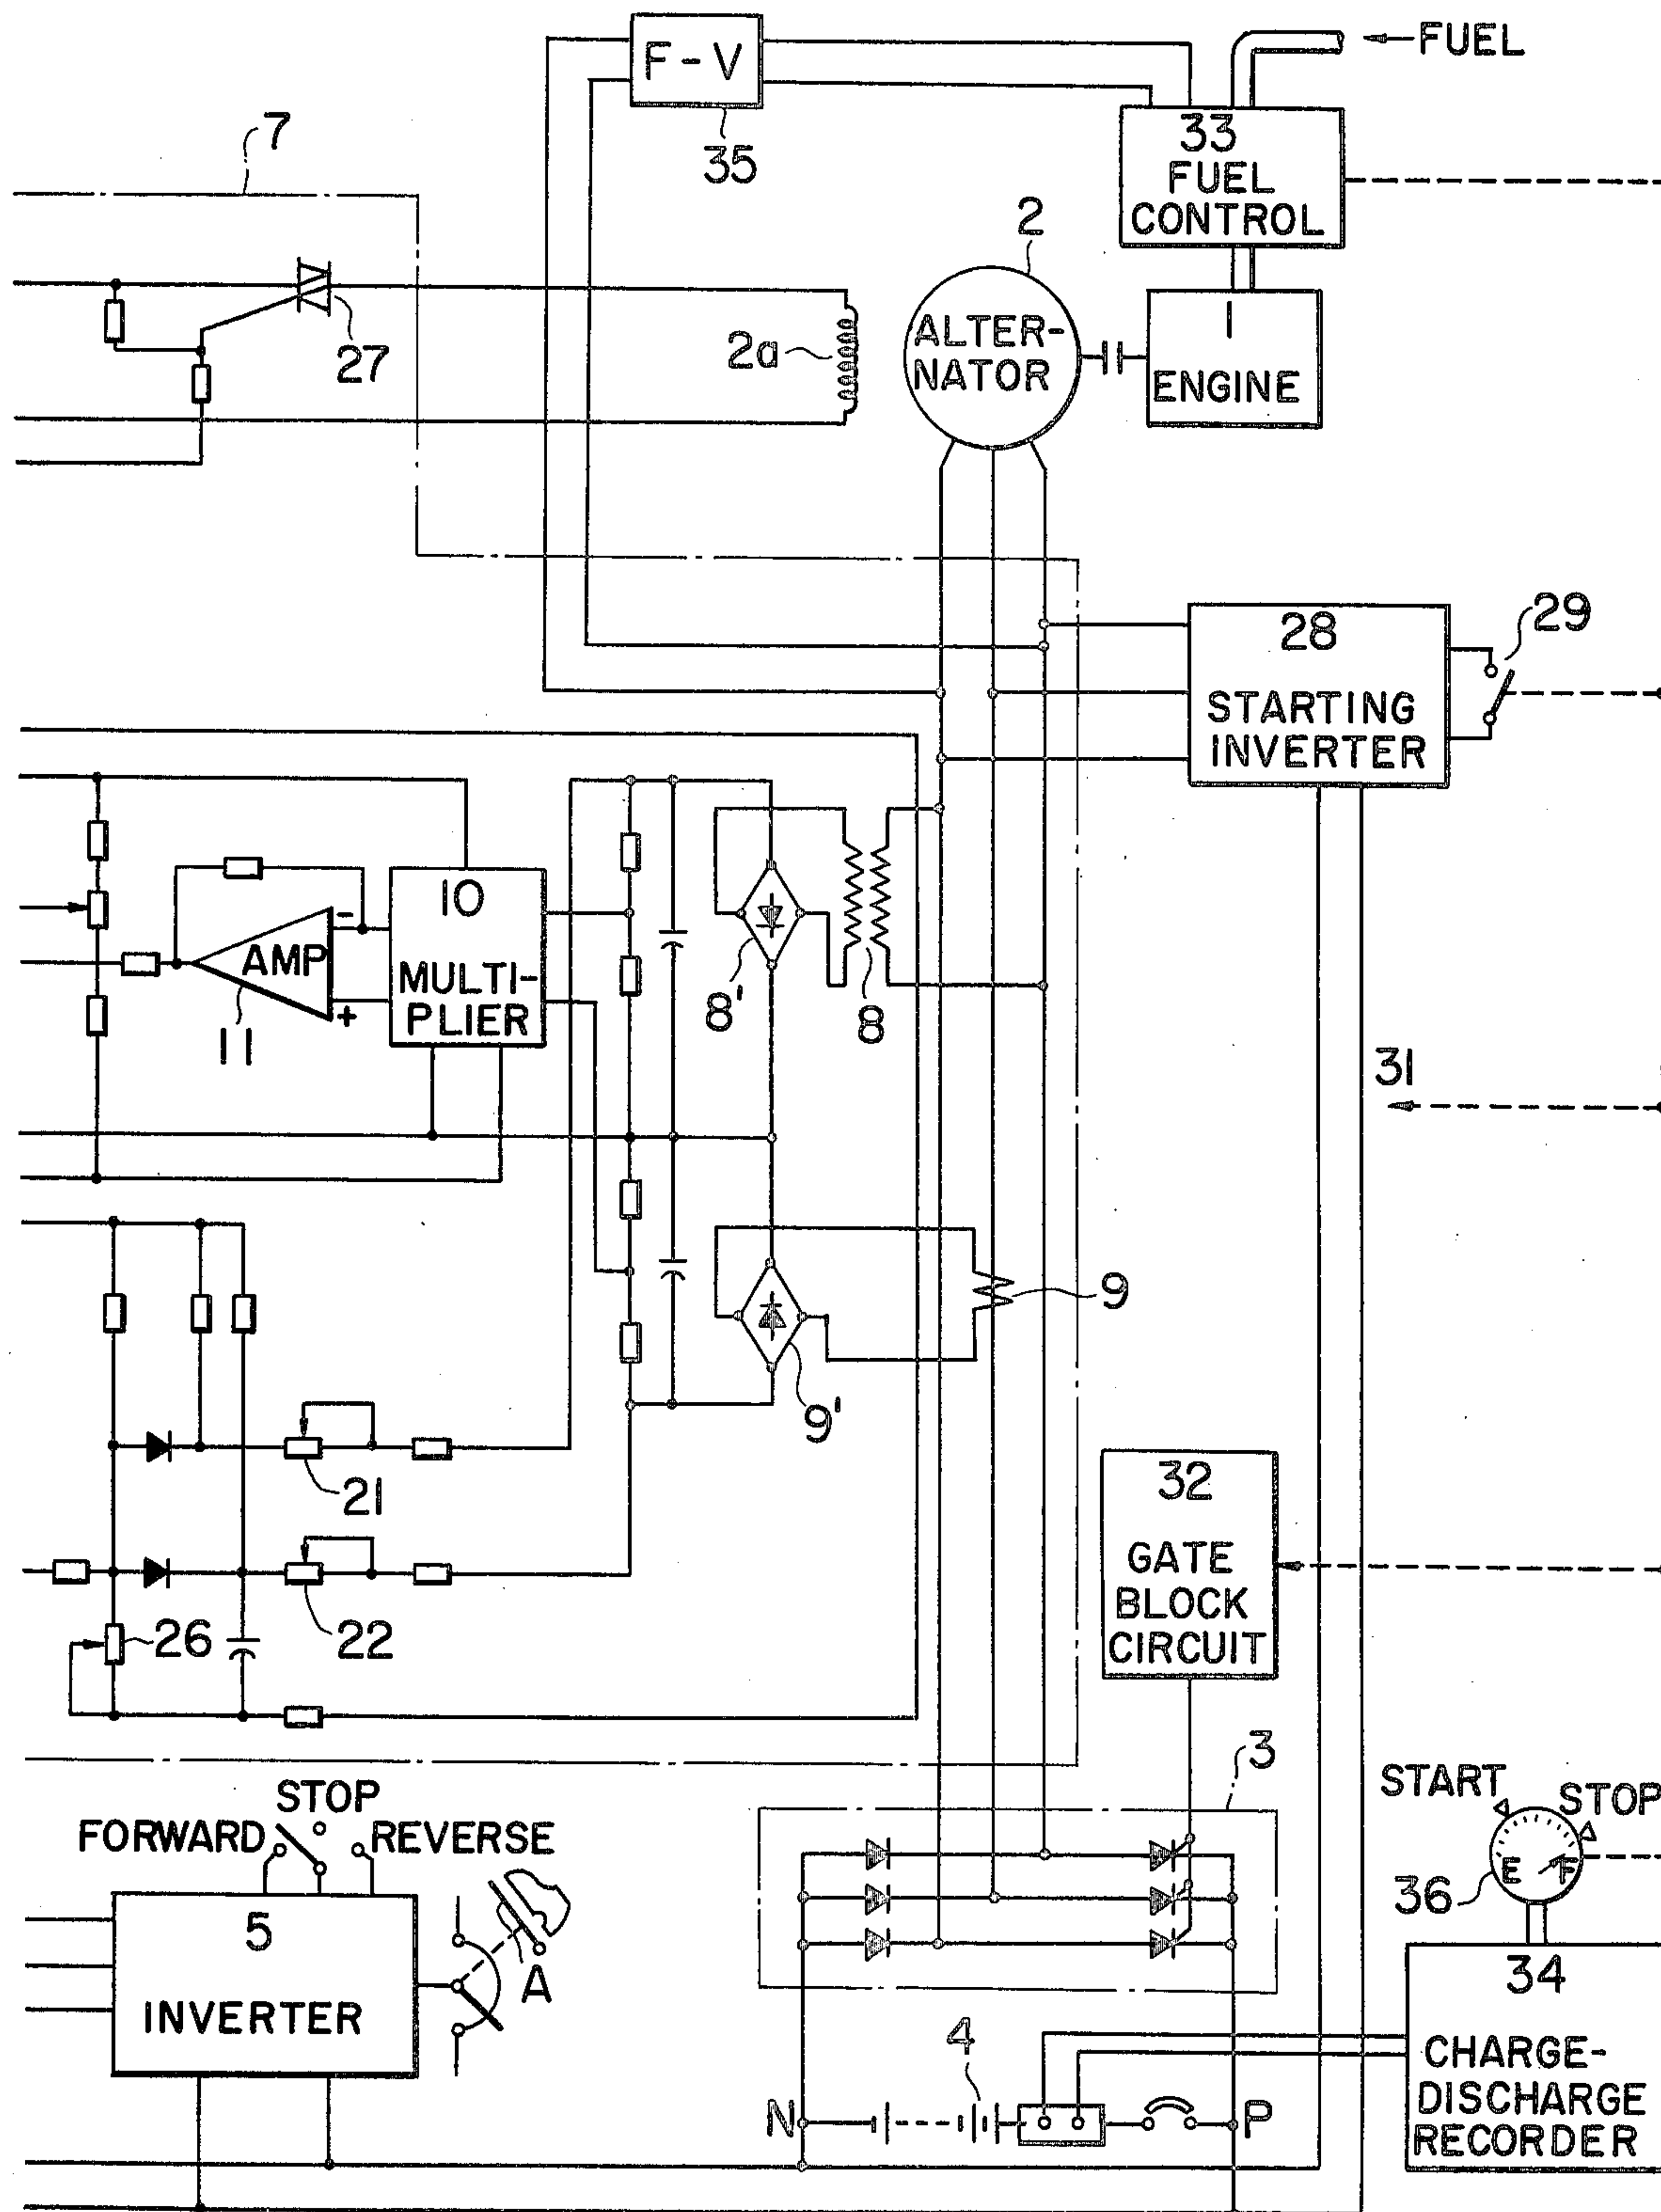 F-V
← FUEL
7
35
33
FUEL
CONTROL
2
27
2a
ALTER-
NATOR
1
ENGINE
28
STARTING
INVERTER
29
10
MULTI-
PLIER
AMP
-
+
11
8'
8
31
9
9'
21
32
GATE
BLOCK
CIRCUIT
22
26
3
START
STOP
E
F
36
STOP
FORWARD
REVERSE
5
INVERTER
A
34
CHARGE-
DISCHARGE
RECORDER
4
N
P